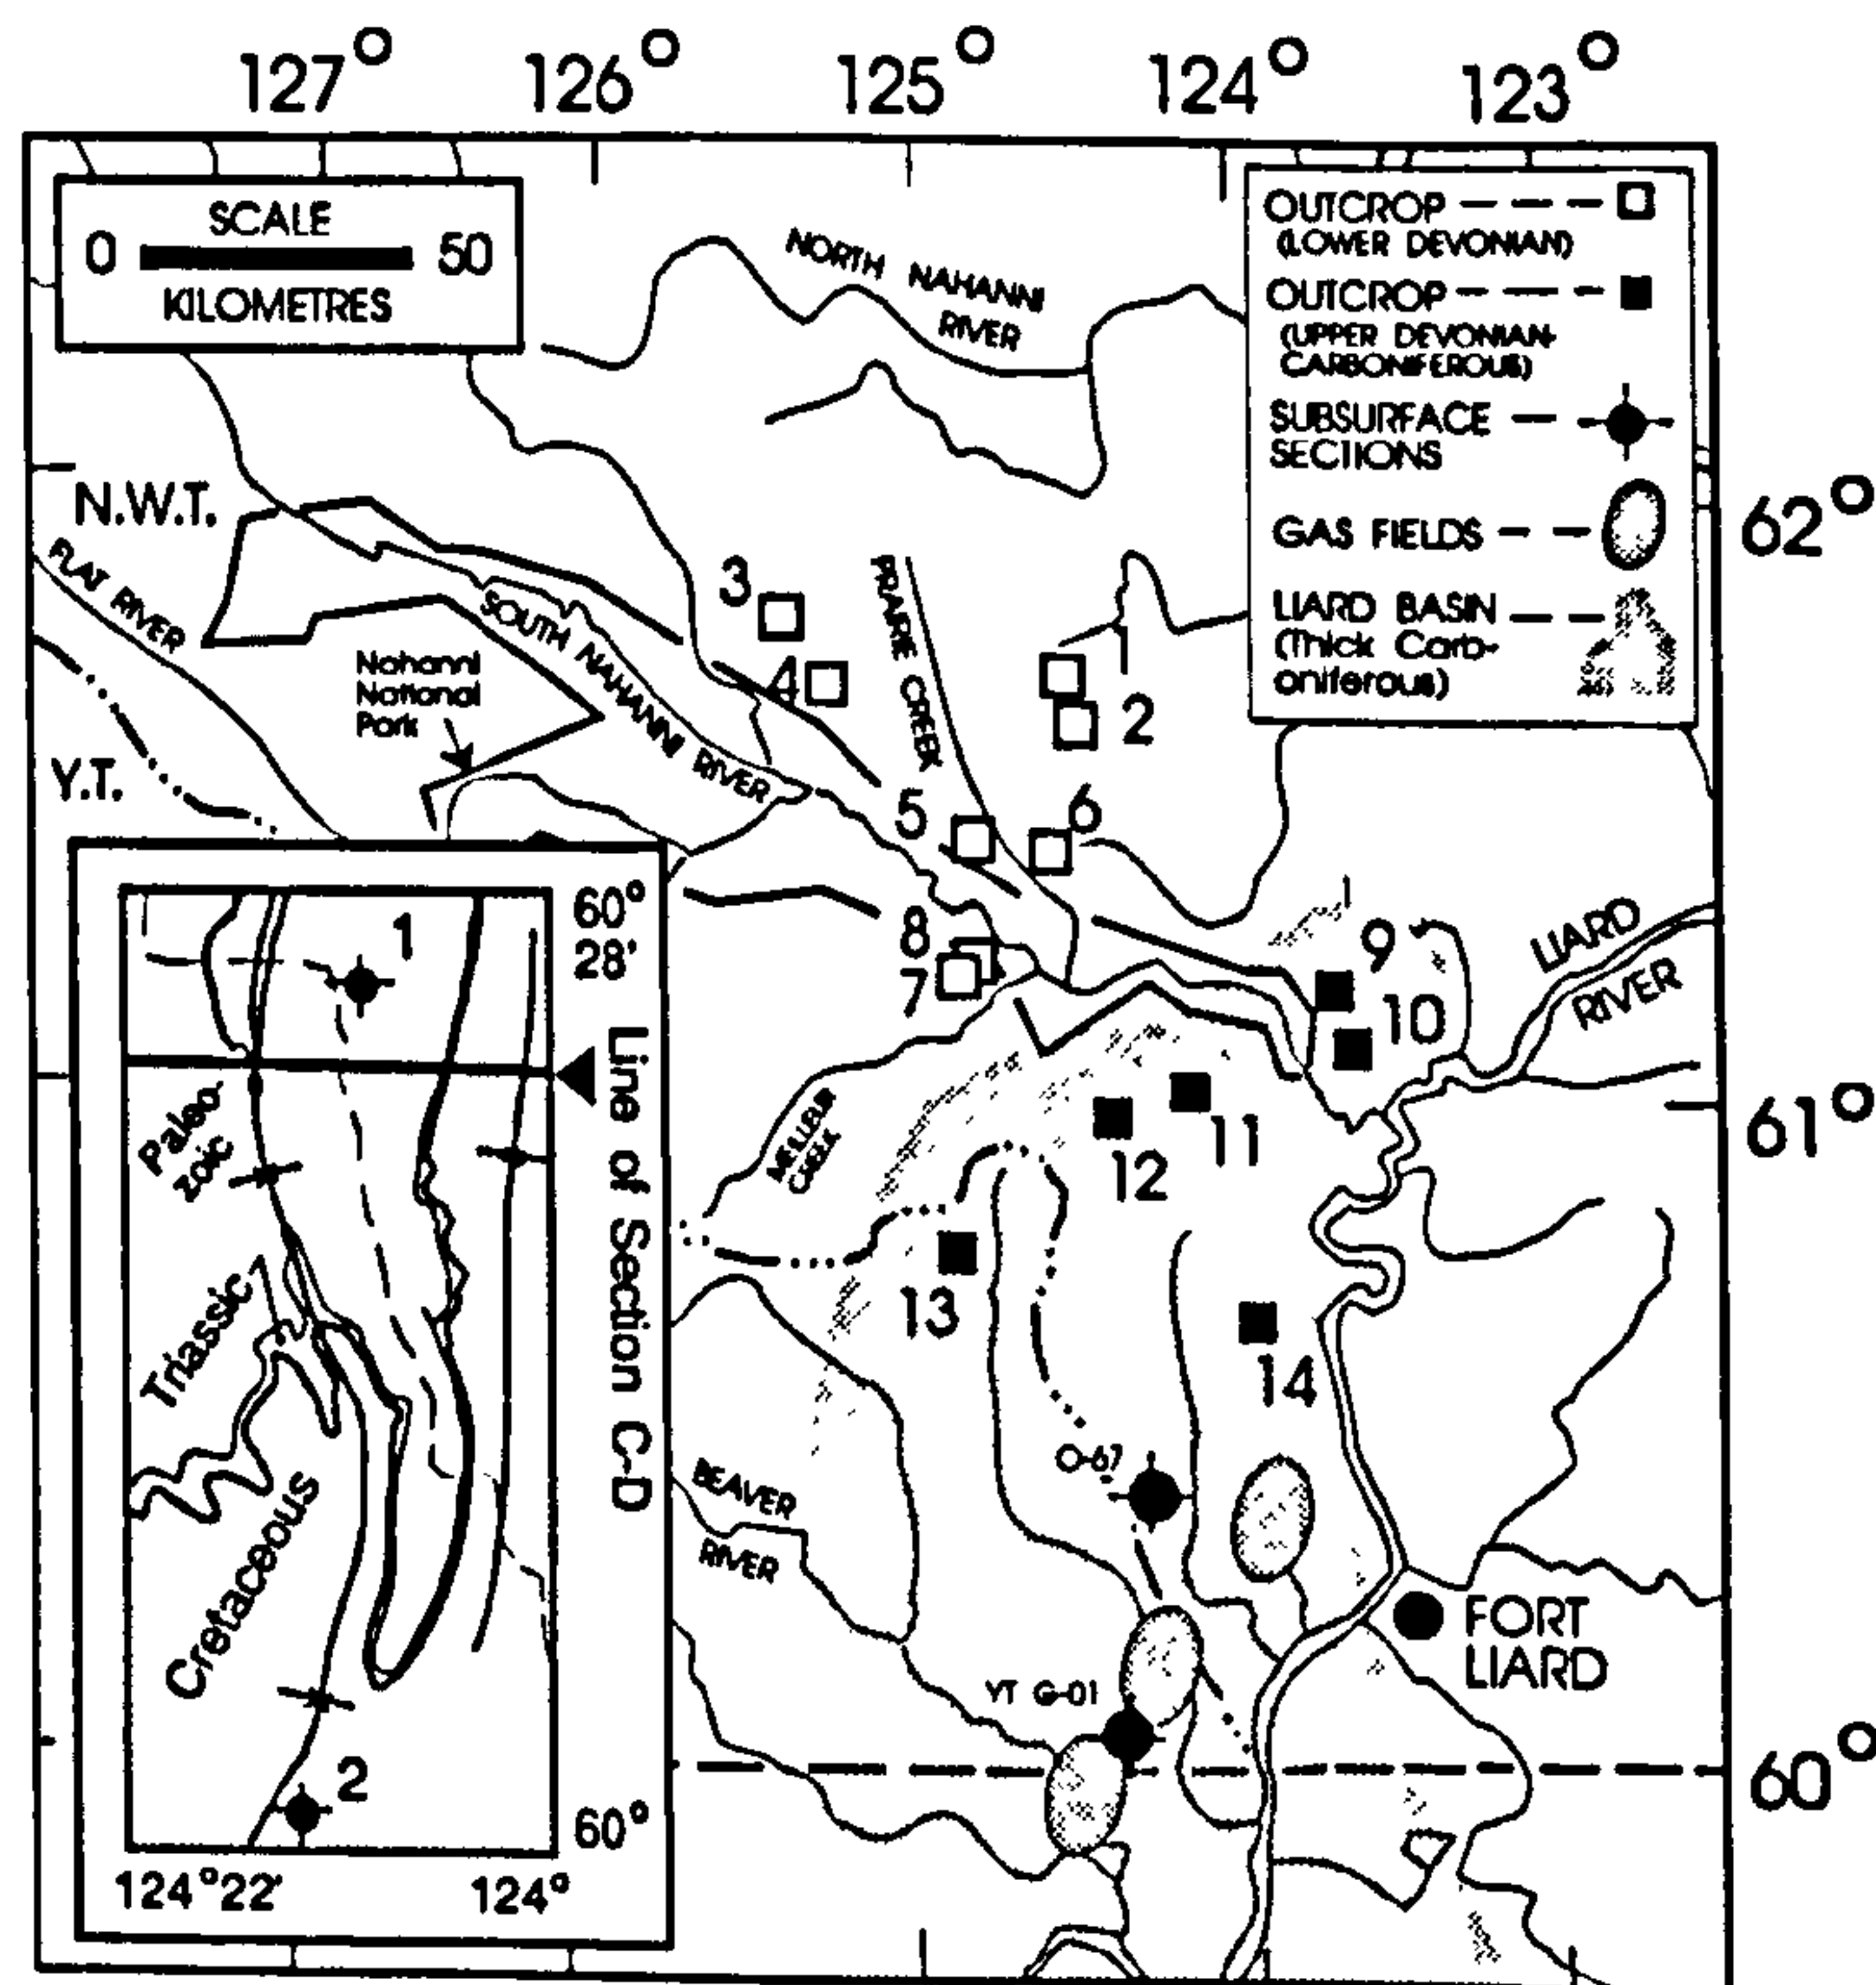 127° 126° 125° 124° 123°
SCALE
0 50
KILOMETRES
NORTH NAHANNI
RIVER
OUTCROP
(LOWER DEVONIAN)
OUTCROP
(UPPER DEVONIAN-
CARBONIFEROUS)
SUBSURFACE
SECTIONS
GAS FIELDS
LIARD BASIN
(Thick Carb-
oniferous)
62°
61°
60°
N.W.T.
Y.T.
FLAT RIVER
SOUTH NAHANNI RIVER
Nahanni
National
Park
PRAIRIE CREEK
3
4
1
2
5
6
8
7
9
10
11
12
13
14
LIARD
RIVER
CREEK
BEAVER
RIVER
O-67
YT G-01
FORT
LIARD
60°
28'
1
Line of Section C-D
Paleo-
zoic
Triassic
Cretaceous
2
60°
124°22' 124°